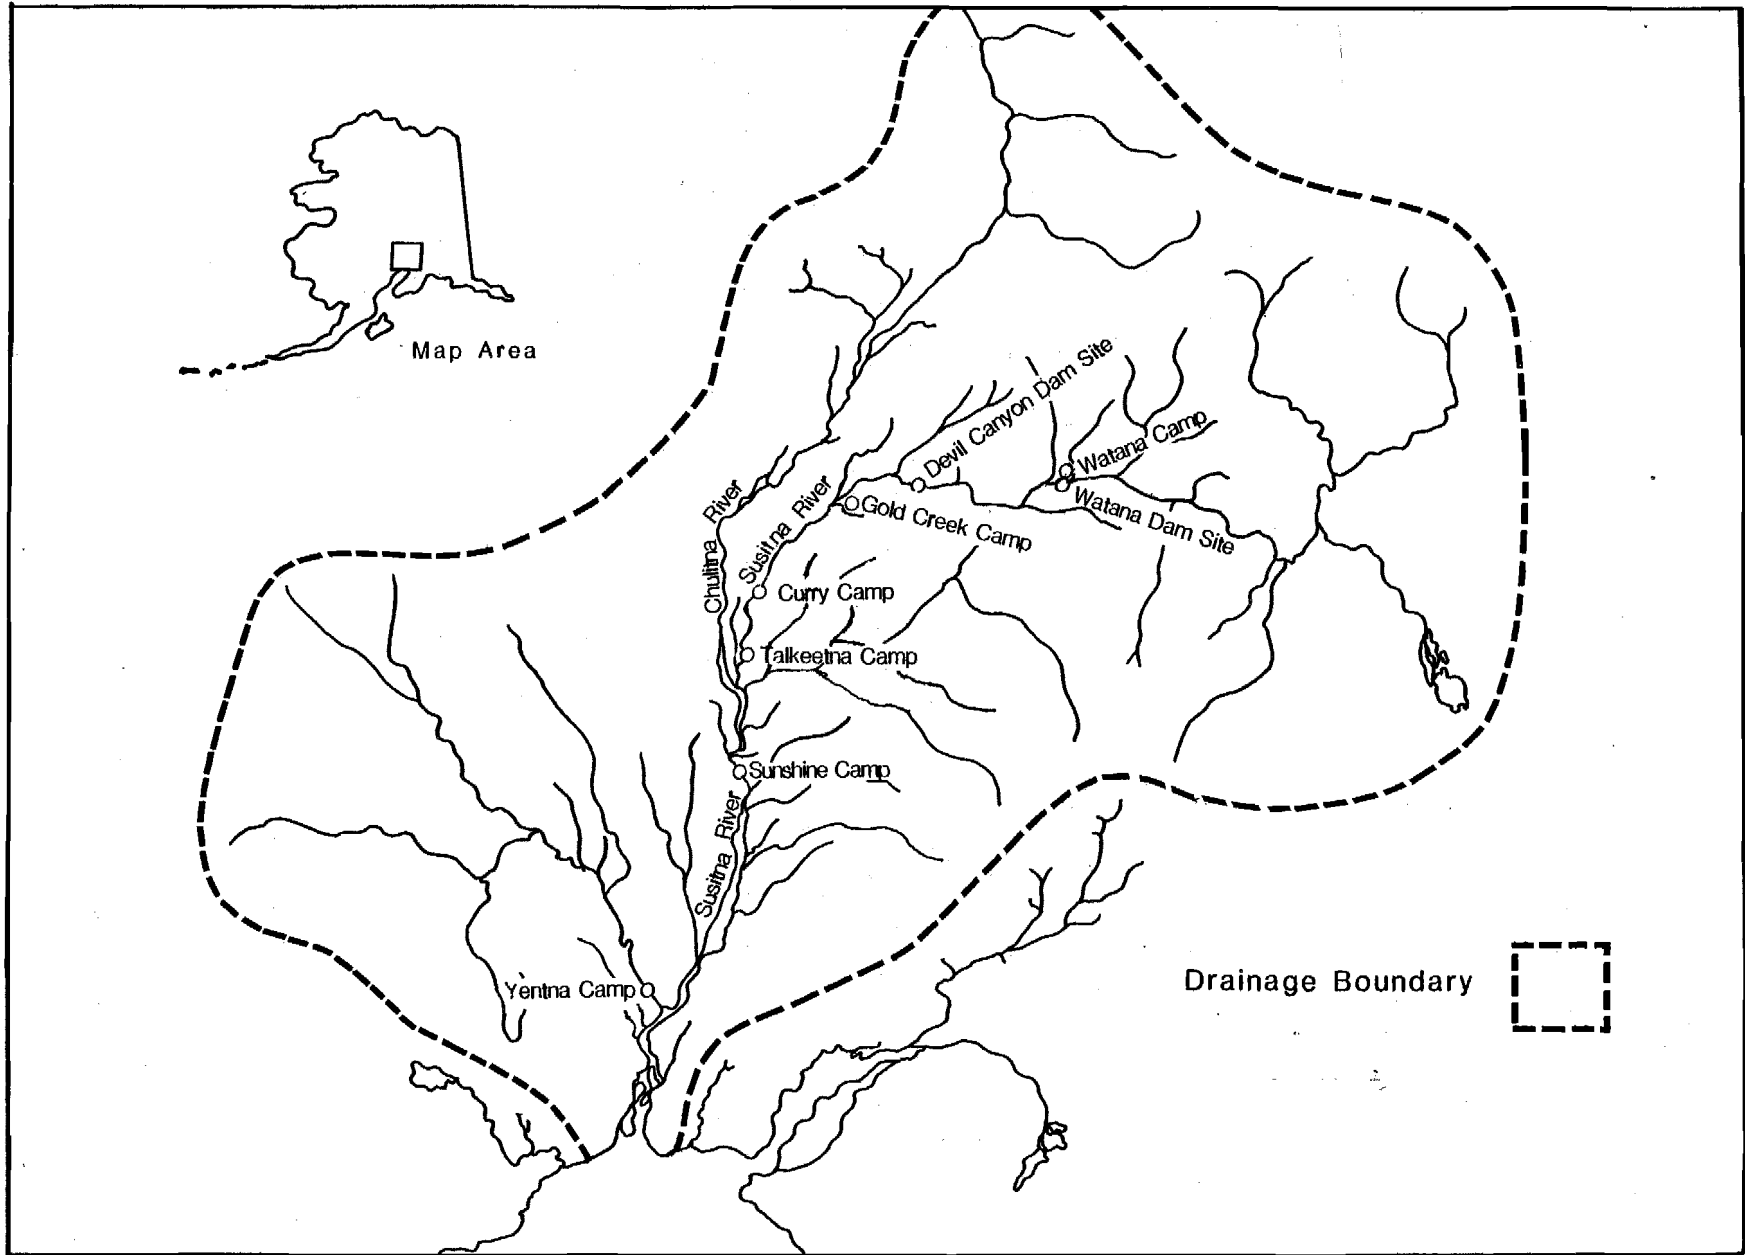 Map Area
Devil Canyon Dam Site
Watana Camp
Watana Dam Site
Gold Creek Camp
Chulitna River
Susitna River
Curry Camp
Talkeetna Camp
Sunshine Camp
Susitna River
Yentna Camp
Drainage Boundary